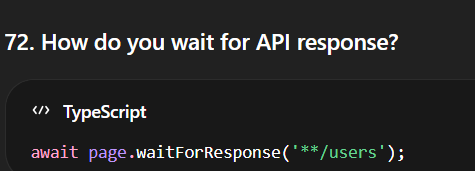 72. How do you wait for API response?
</> TypeScript
await page.waitForResponse('**/users');